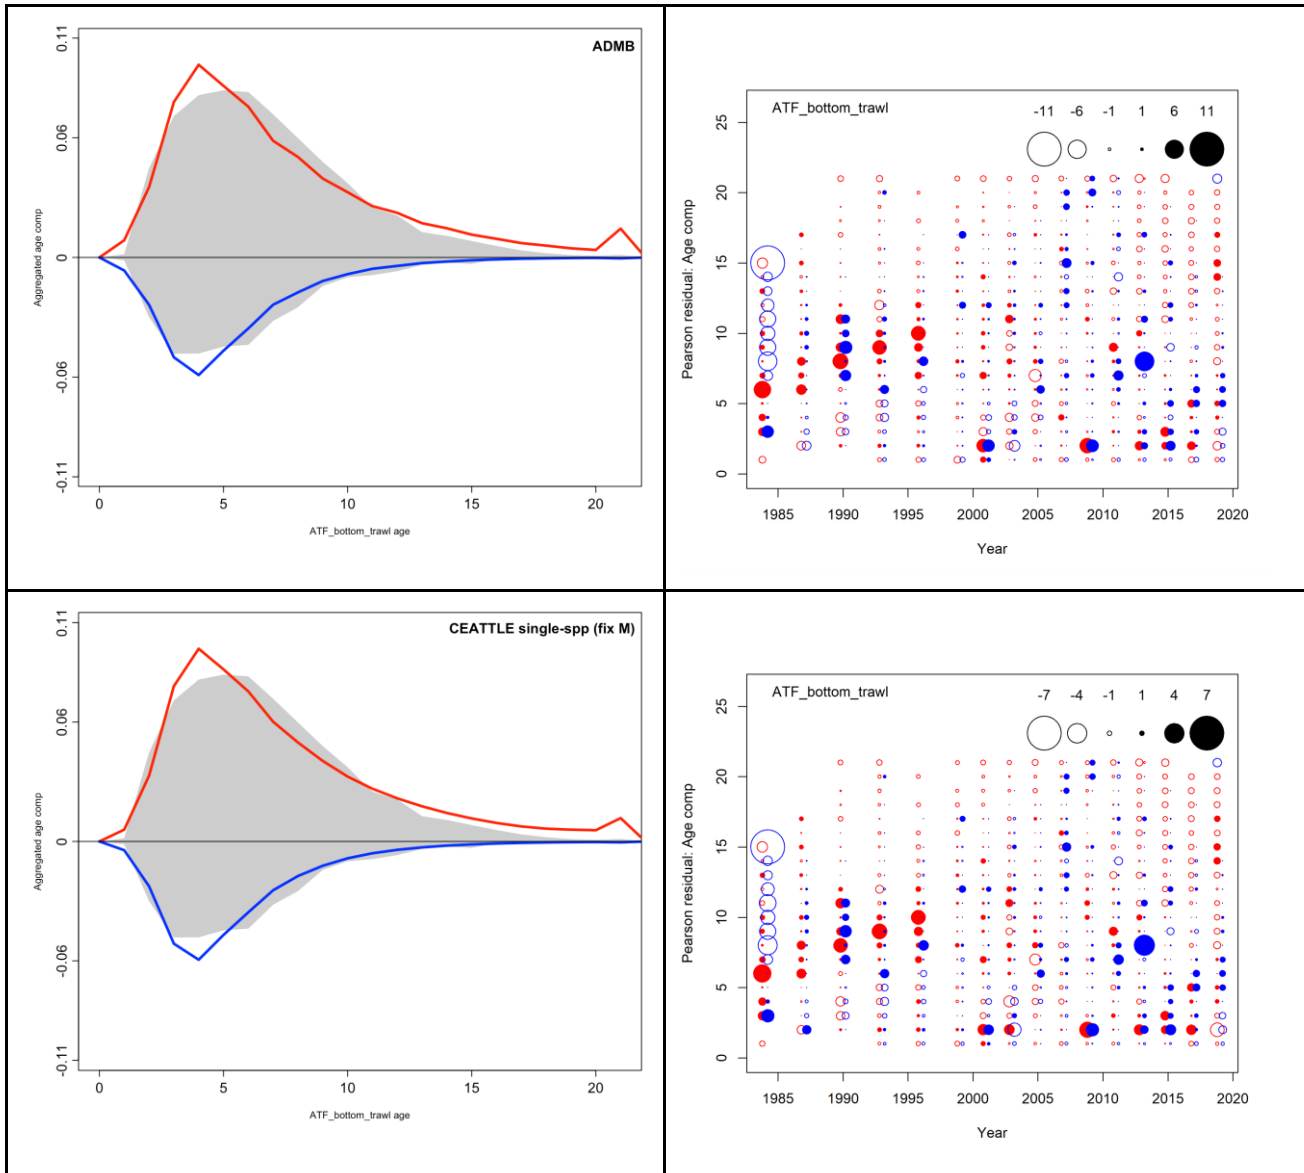 ADMB
0.11
0.06
0
-0.06
-0.11
Aggregated age comp
0 5 10 15 20
ATF_bottom_trawl age
ATF_bottom_trawl
-11 -6 -1 1 6 11
25
20
15
10
5
0
Pearson residual: Age comp
1985 1990 1995 2000 2005 2010 2015 2020
Year
CEATTLE single-spp (fix M)
0.11
0.06
0
-0.06
-0.11
Aggregated age comp
0 5 10 15 20
ATF_bottom_trawl age
ATF_bottom_trawl
-7 -4 -1 1 4 7
25
20
15
10
5
0
Pearson residual: Age comp
1985 1990 1995 2000 2005 2010 2015 2020
Year